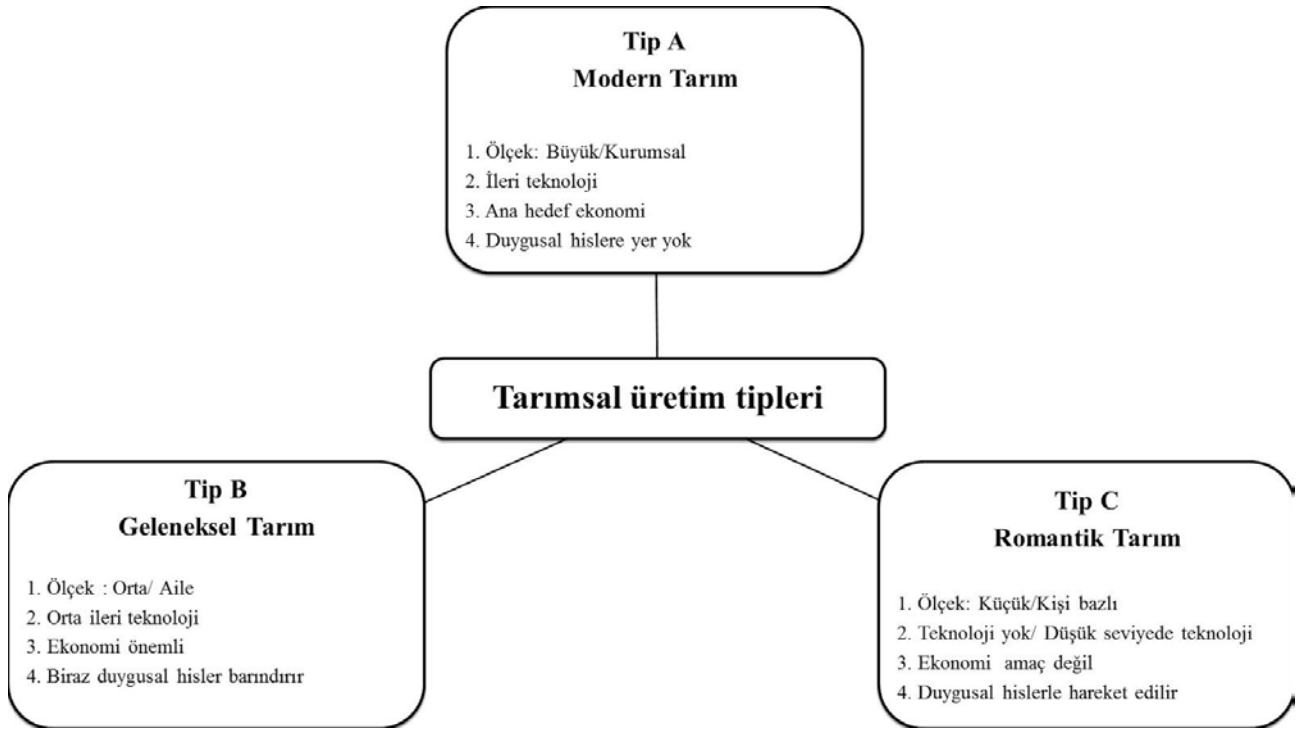 Tip A
Modern Tarım
1. Ölçek: Büyük/Kurumsal
2. İleri teknoloji
3. Ana hedef ekonomi
4. Duygusal hislere yer yok
Tarımsal üretim tipleri
Tip B
Geleneksel Tarım
1. Ölçek : Orta/ Aile
2. Orta ileri teknoloji
3. Ekonomi önemli
4. Biraz duygusal hisler barındırır
Tip C
Romantik Tarım
1. Ölçek: Küçük/Kişi bazlı
2. Teknoloji yok/ Düşük seviyede teknoloji
3. Ekonomi amaç değil
4. Duygusal hislerle hareket edilir